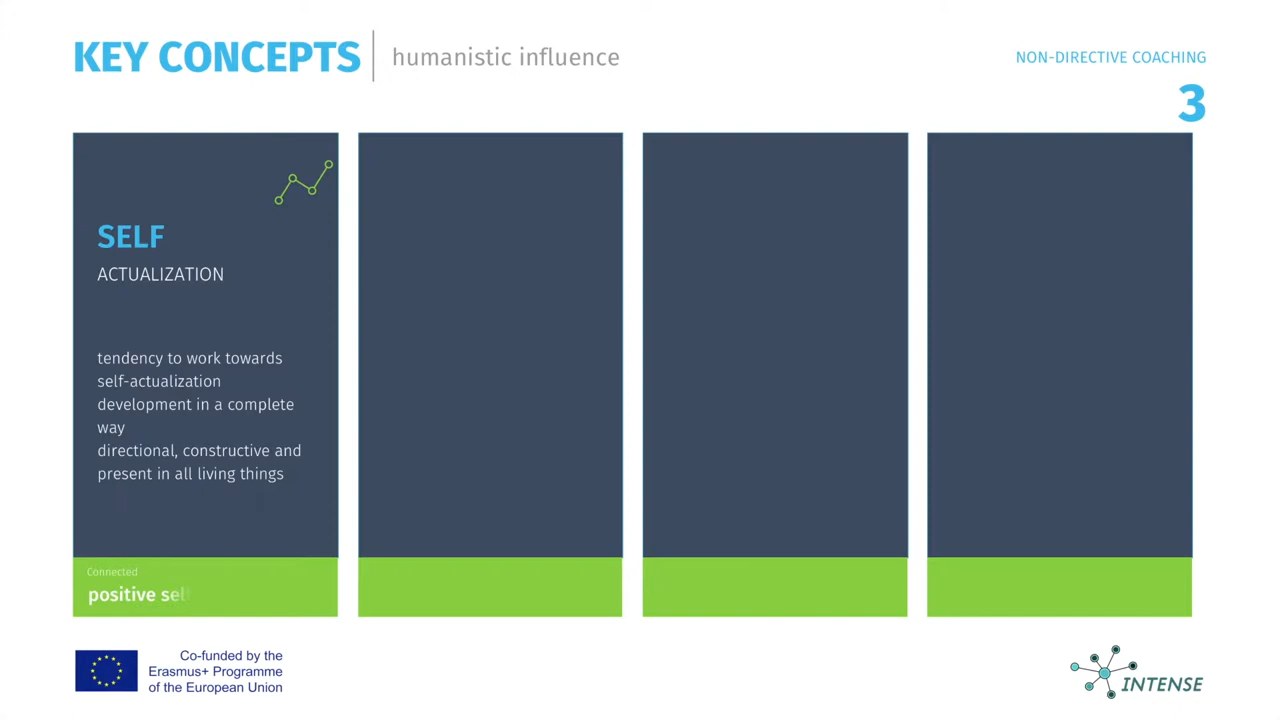 KEY CONCEPTS
humanistic influence
NON-DIRECTIVE COACHING
3
SELF
ACTUALIZATION
tendency to work towards
self-actualization
development in a complete
way
directional, constructive and
present in all living things
Connected
positive sel
Co-funded by the
Erasmus+ Programme
of the European Union
INTENSE